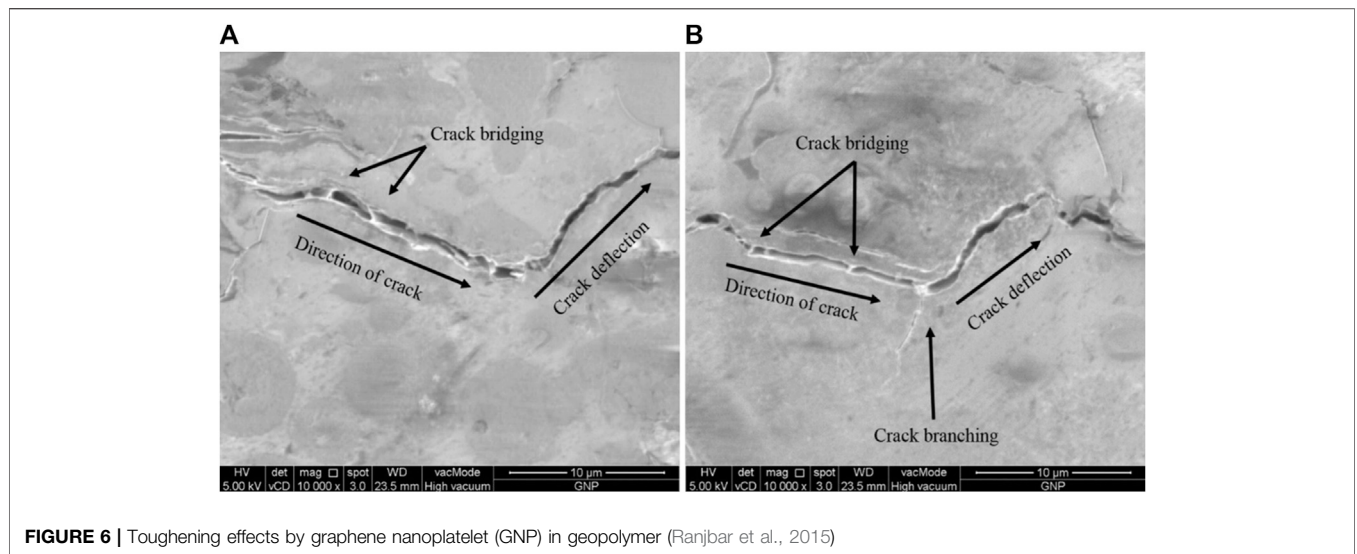 A
B
Crack bridging
Direction of crack
Crack deflection
Crack bridging
Direction of crack
Crack deflection
Crack branching
HV det mag □ spot WD vacMode 10 µm
5.00 kV vCD 10 000 x 3.0 23.5 mm High vacuum GNP
HV det mag □ spot WD vacMode 10 µm
5.00 kV vCD 10 000 x 3.0 23.5 mm High vacuum GNP
FIGURE 6 | Toughening effects by graphene nanoplatelet (GNP) in geopolymer (Ranjbar et al., 2015)